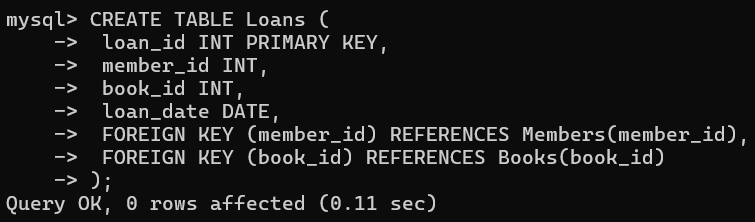 mysql> CREATE TABLE Loans (
    ->  loan_id INT PRIMARY KEY,
    ->  member_id INT,
    ->  book_id INT,
    ->  loan_date DATE,
    ->  FOREIGN KEY (member_id) REFERENCES Members(member_id),
    ->  FOREIGN KEY (book_id) REFERENCES Books(book_id)
    -> );
Query OK, 0 rows affected (0.11 sec)